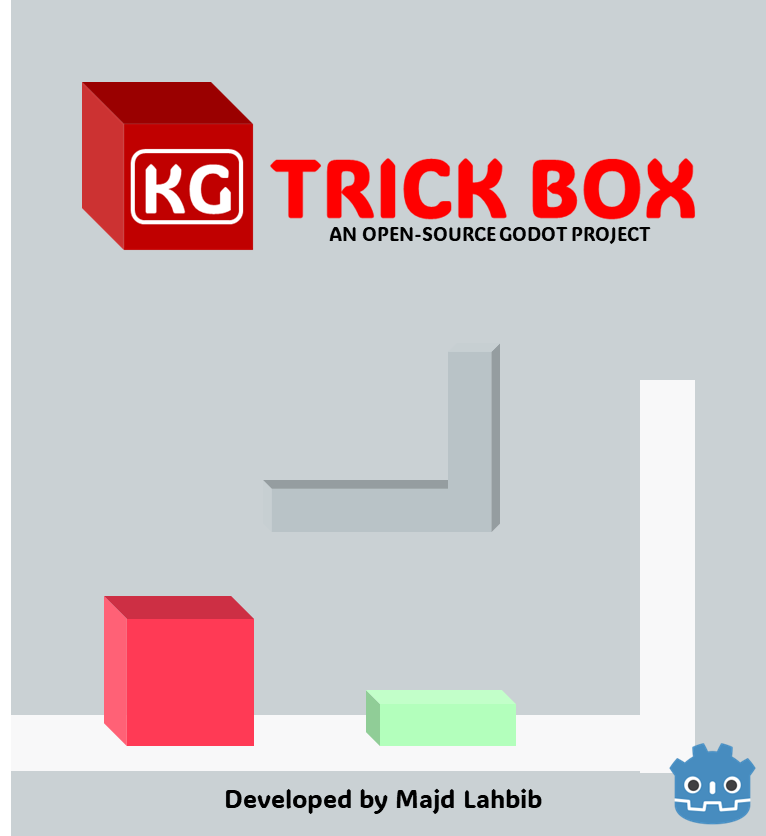 KG
TRICK BOX
AN OPEN-SOURCE GODOT PROJECT
Developed by Majd Lahbib